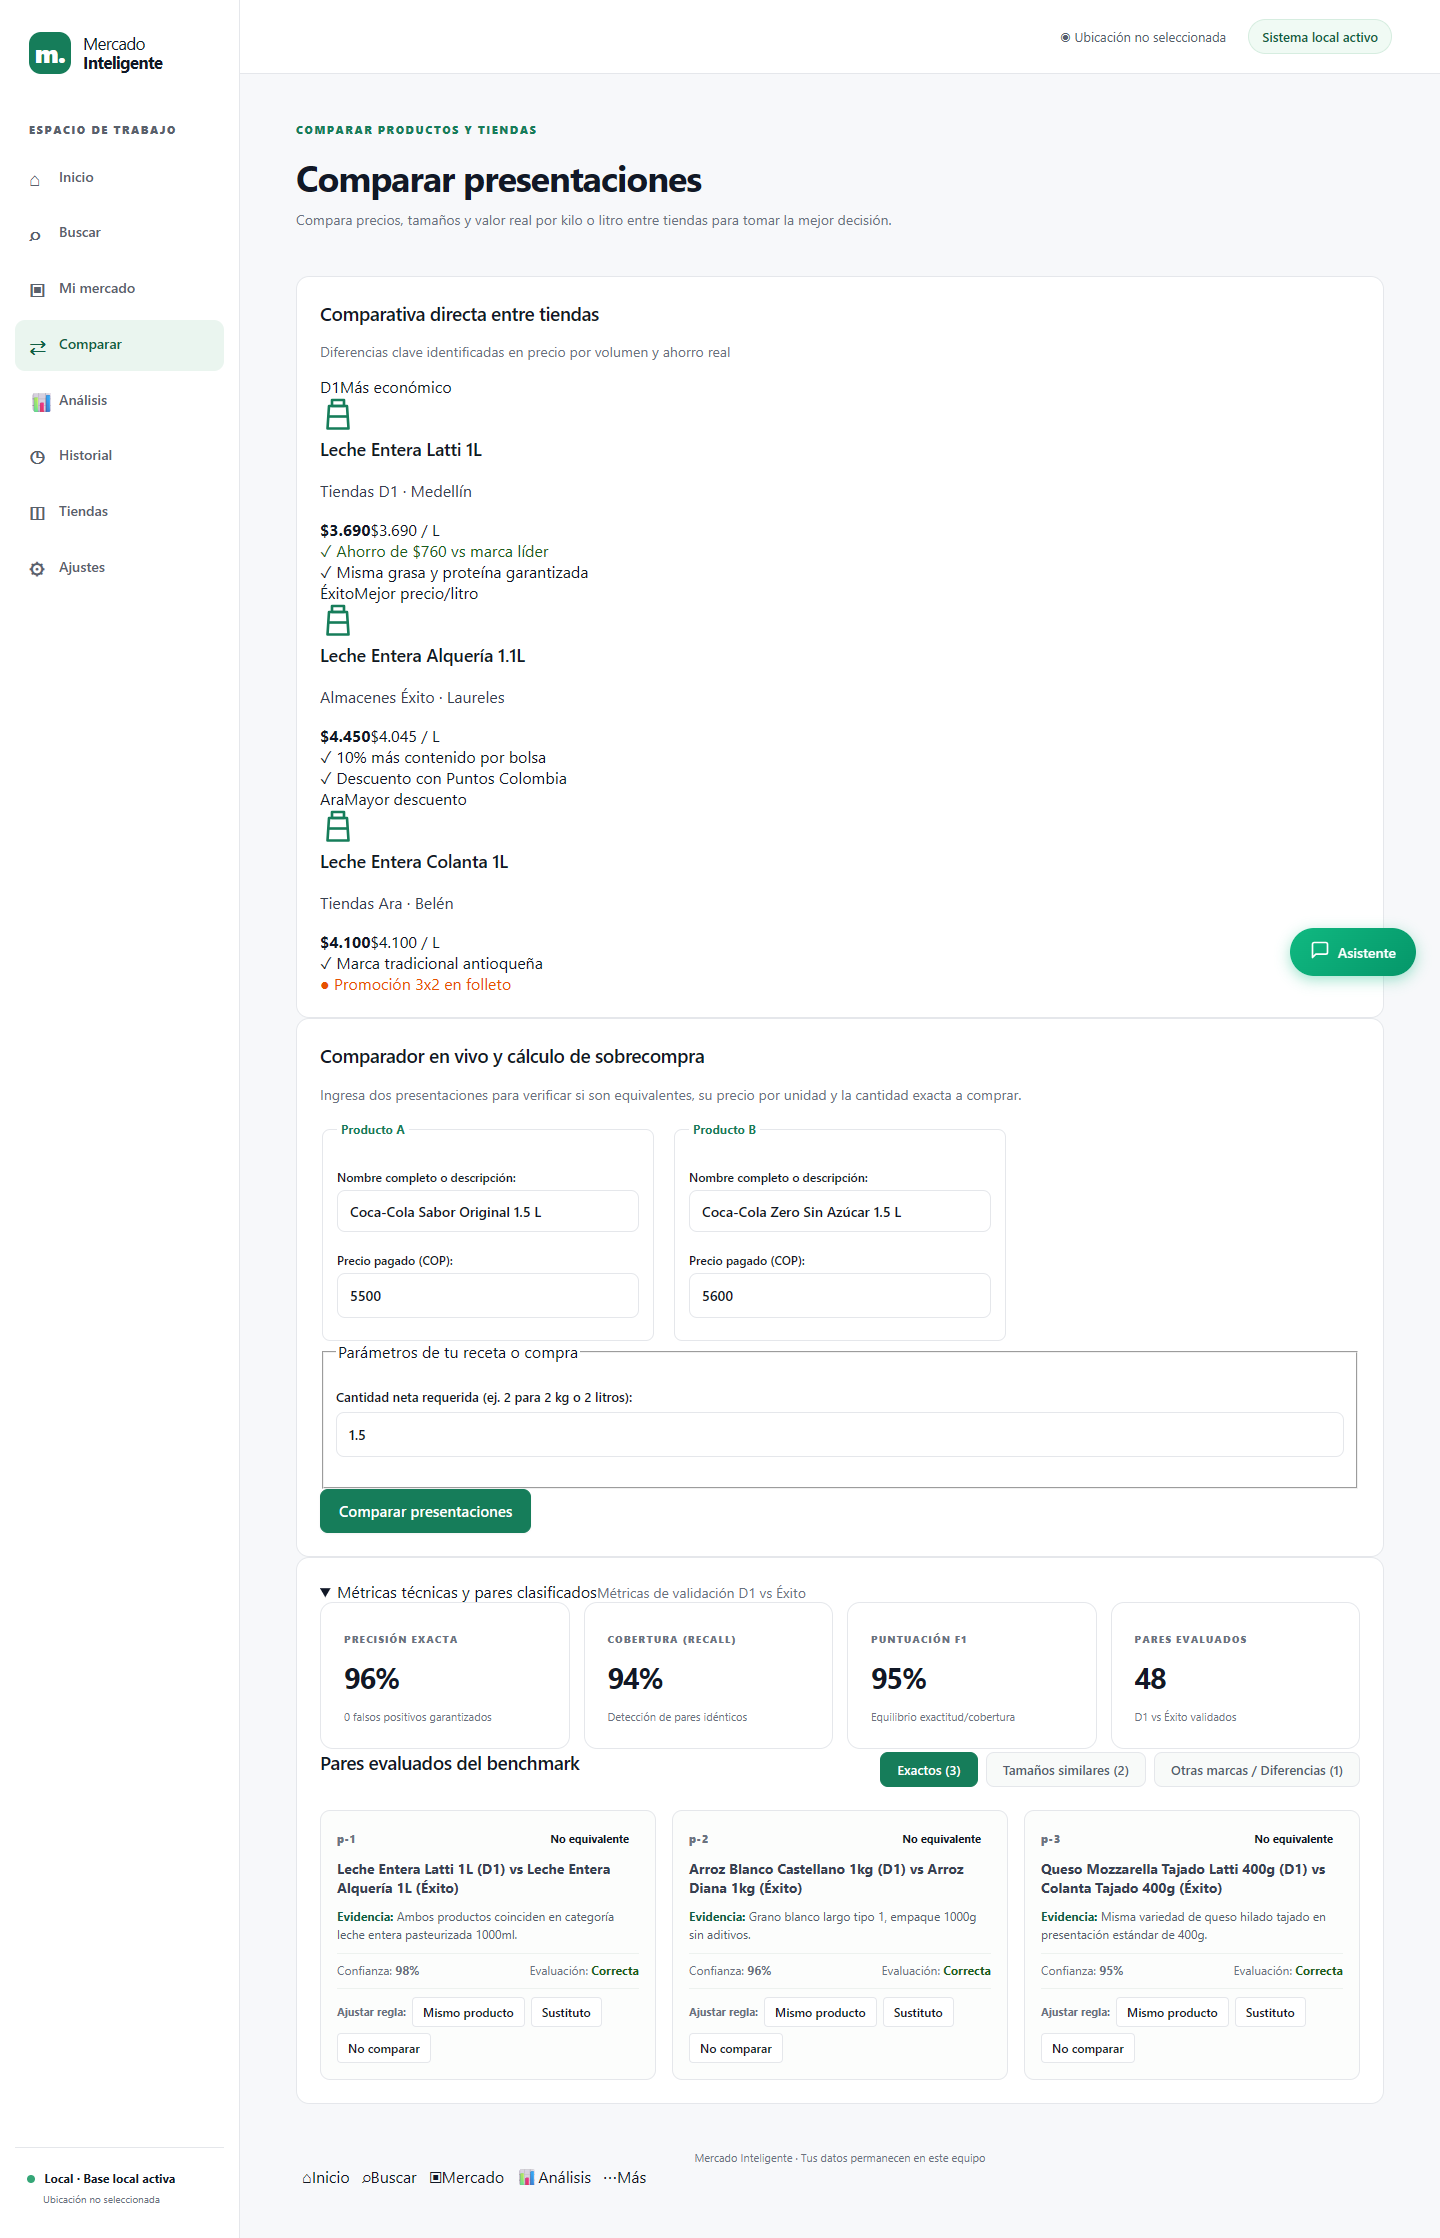 m.
Mercado
Inteligente
ESPACIO DE TRABAJO
Inicio
Buscar
Mi mercado
Comparar
Análisis
Historial
Tiendas
Ajustes
Local · Base local activa
Ubicación no seleccionada
◉ Ubicación no seleccionada
Sistema local activo
COMPARAR PRODUCTOS Y TIENDAS
Comparar presentaciones
Compara precios, tamaños y valor real por kilo o litro entre tiendas para tomar la mejor decisión.
Comparativa directa entre tiendas
Diferencias clave identificadas en precio por volumen y ahorro real
D1Más económico
Leche Entera Latti 1L
Tiendas D1 · Medellín
$3.690$3.690 / L
✓ Ahorro de $760 vs marca líder
✓ Misma grasa y proteína garantizada
ÉxitoMejor precio/litro
Leche Entera Alquería 1.1L
Almacenes Éxito · Laureles
$4.450$4.045 / L
✓ 10% más contenido por bolsa
✓ Descuento con Puntos Colombia
AraMayor descuento
Leche Entera Colanta 1L
Tiendas Ara · Belén
$4.100$4.100 / L
✓ Marca tradicional antioqueña
● Promoción 3x2 en folleto
Asistente
Comparador en vivo y cálculo de sobrecompra
Ingresa dos presentaciones para verificar si son equivalentes, su precio por unidad y la cantidad exacta a comprar.
Producto A
Nombre completo o descripción:
Coca-Cola Sabor Original 1.5 L
Precio pagado (COP):
5500
Producto B
Nombre completo o descripción:
Coca-Cola Zero Sin Azúcar 1.5 L
Precio pagado (COP):
5600
Parámetros de tu receta o compra
Cantidad neta requerida (ej. 2 para 2 kg o 2 litros):
1.5
Comparar presentaciones
▼ Métricas técnicas y pares clasificadosMétricas de validación D1 vs Éxito
PRECISIÓN EXACTA
96%
0 falsos positivos garantizados
COBERTURA (RECALL)
94%
Detección de pares idénticos
PUNTUACIÓN F1
95%
Equilibrio exactitud/cobertura
PARES EVALUADOS
48
D1 vs Éxito validados
Pares evaluados del benchmark
Exactos (3)
Tamaños similares (2)
Otras marcas / Diferencias (1)
p-1
No equivalente
Leche Entera Latti 1L (D1) vs Leche Entera
Alquería 1L (Éxito)
Evidencia: Ambos productos coinciden en categoría
leche entera pasteurizada 1000ml.
Confianza: 98%
Evaluación: Correcta
Ajustar regla:
Mismo producto
Sustituto
No comparar
p-2
No equivalente
Arroz Blanco Castellano 1kg (D1) vs Arroz
Diana 1kg (Éxito)
Evidencia: Grano blanco largo tipo 1, empaque 1000g
sin aditivos.
Confianza: 96%
Evaluación: Correcta
Ajustar regla:
Mismo producto
Sustituto
No comparar
p-3
No equivalente
Queso Mozzarella Tajado Latti 400g (D1) vs
Colanta Tajado 400g (Éxito)
Evidencia: Misma variedad de queso hilado tajado en
presentación estándar de 400g.
Confianza: 95%
Evaluación: Correcta
Ajustar regla:
Mismo producto
Sustituto
No comparar
Mercado Inteligente · Tus datos permanecen en este equipo
Inicio
Buscar
Mercado
Análisis
···Más